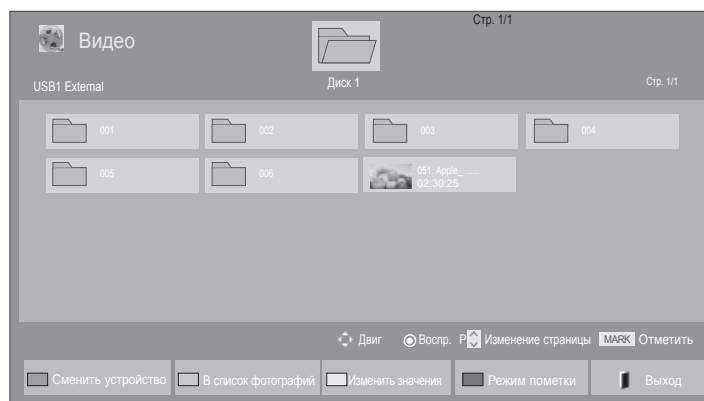 Стр. 1/1
Видео
USB1 External
Диск 1
Стр. 1/1
001
002
003
004
005
006
051. Apple_ ......
02:30:25
Двиг
Воспр.
P Изменение страницы
MARK Отметить
Сменить устройство
В список фотографий
Изменить значения
Режим пометки
Выход